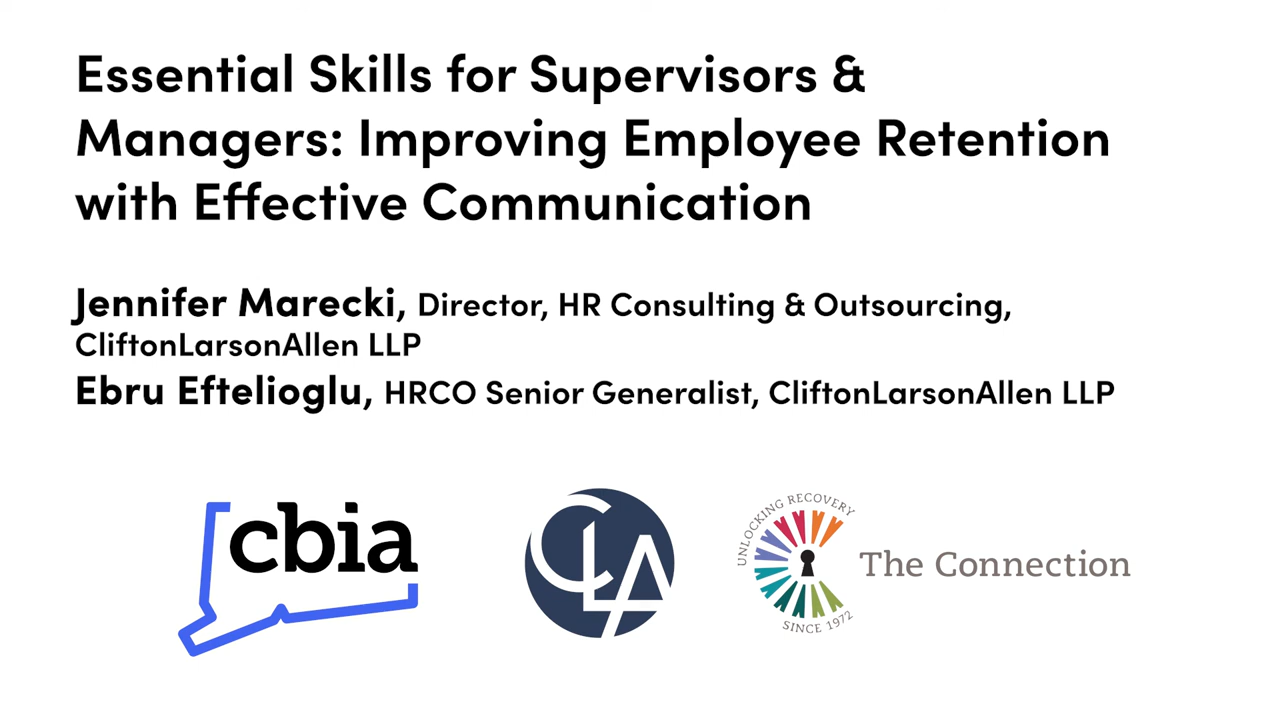 Essential Skills for Supervisors &
Managers: Improving Employee Retention
with Effective Communication
Jennifer Marecki, Director, HR Consulting & Outsourcing,
CliftonLarsonAllen LLP
Ebru Eftelioglu, HRCO Senior Generalist, CliftonLarsonAllen LLP
cbia
CLA
UNLOCKING RECOVERY
The Connection
SINCE 1972